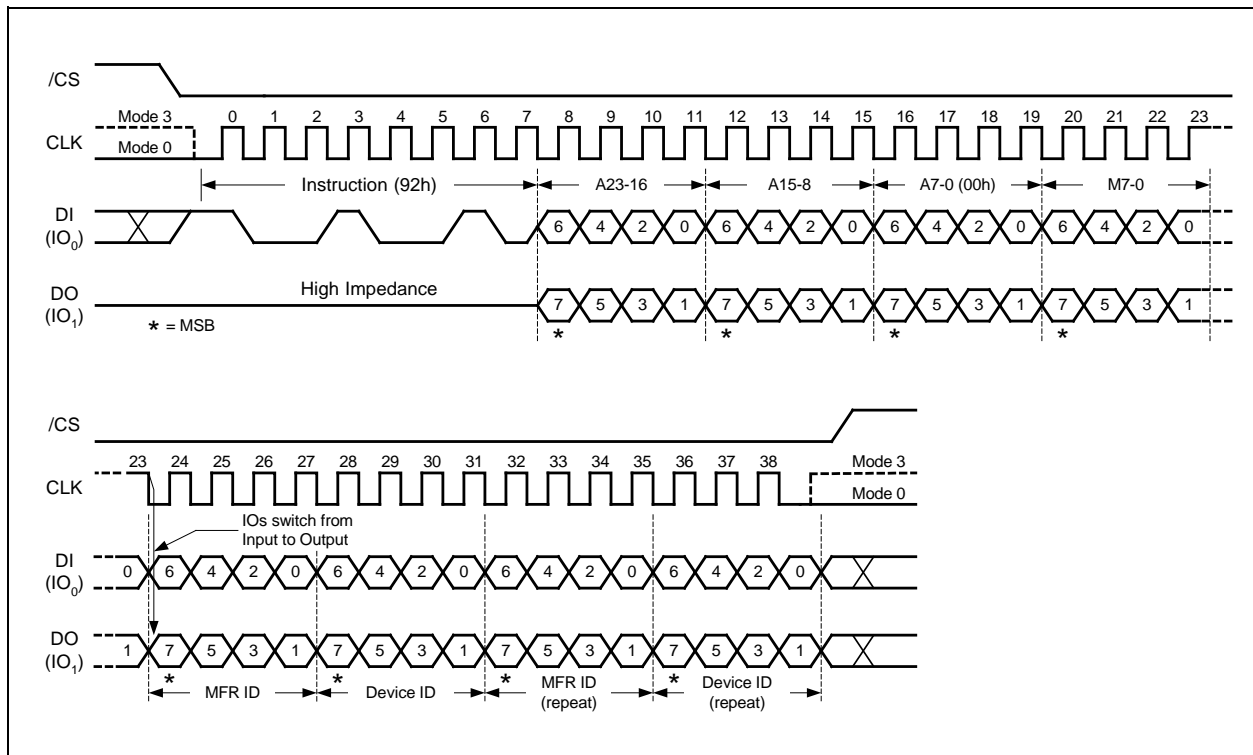 /CS
Mode 3 0 1 2 3 4 5 6 7 8 9 10 11 12 13 14 15 16 17 18 19 20 21 22 23
CLK
Mode 0
Instruction (92h) A23-16 A15-8 A7-0 (00h) M7-0
DI
(IO0) 6 4 2 0 6 4 2 0 6 4 2 0 6 4 2 0
High Impedance
DO
(IO1) 7 5 3 1 7 5 3 1 7 5 3 1 7 5 3 1
* = MSB * * * *
/CS
23 24 25 26 27 28 29 30 31 32 33 34 35 36 37 38 Mode 3
CLK
Mode 0
IOs switch from
Input to Output
DI
(IO0) 0 6 4 2 0 6 4 2 0 6 4 2 0 6 4 2 0
DO
(IO1) 1 7 5 3 1 7 5 3 1 7 5 3 1 7 5 3 1
* * * *
MFR ID Device ID MFR ID Device ID
(repeat) (repeat)